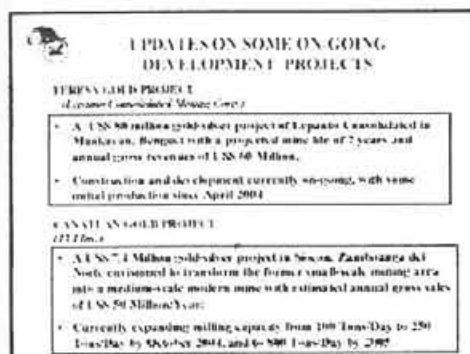 UPDATES ON SOME ON-GOING
DEVELOPMENT PROJECTS
TERESA GOLD PROJECT
(Lepanto Consolidated Mining Corp.)
• A US$ 80 million gold-silver project of Lepanto Consolidated in
Mankayan, Benguet with a projected mine life of 7 years and
annual gross revenues of US$ 60 Million.
• Construction and development currently on-going, with some
initial production since April 2004
CANATUAN GOLD PROJECT
• A US$ 7.4 Million gold-silver project in Siocon, Zamboanga del
Norte envisioned to transform the former small-scale mining area
into a medium-scale modern mine with estimated annual gross sales
of US$ 50 Million/Year;
• Currently expanding milling capacity from 100 Tons/Day to 250
Tons/Day by October 2004, and to 800 Tons/Day by 2005